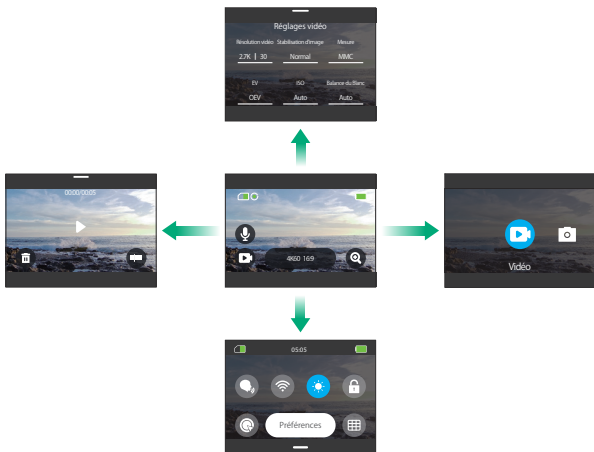 Réglages vidéo
Résolution vidéo Stabilisation d'image Mesure
2.7K | 30 Normal MMC
EV ISO Balance du Blanc
OEV Auto Auto
00:00/00:05
4K60 16:9
Vidéo
05:05
Préférences